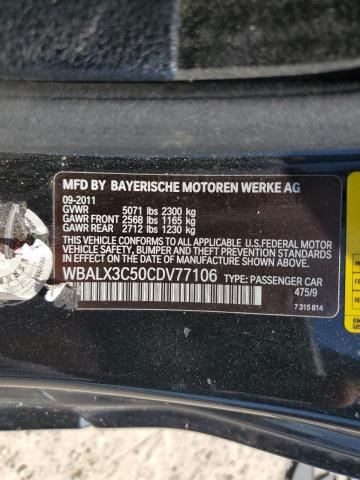 MFD BY BAYERISCHE MOTOREN WERKE AG
09-2011
GVWR 5071 lbs 2300 kg
GAWR FRONT 2568 lbs 1165 kg
GAWR REAR 2712 lbs 1230 kg
THIS VEHICLE CONFORMS TO ALL APPLICABLE U.S. FEDERAL MOTOR
VEHICLE SAFETY, BUMPER AND THEFT PREVENTION STANDARDS
IN EFFECT ON THE DATE OF MANUFACTURE SHOWN ABOVE.
WBALX3C50CDV77106 TYPE: PASSENGER CAR
475/9
7 315 814